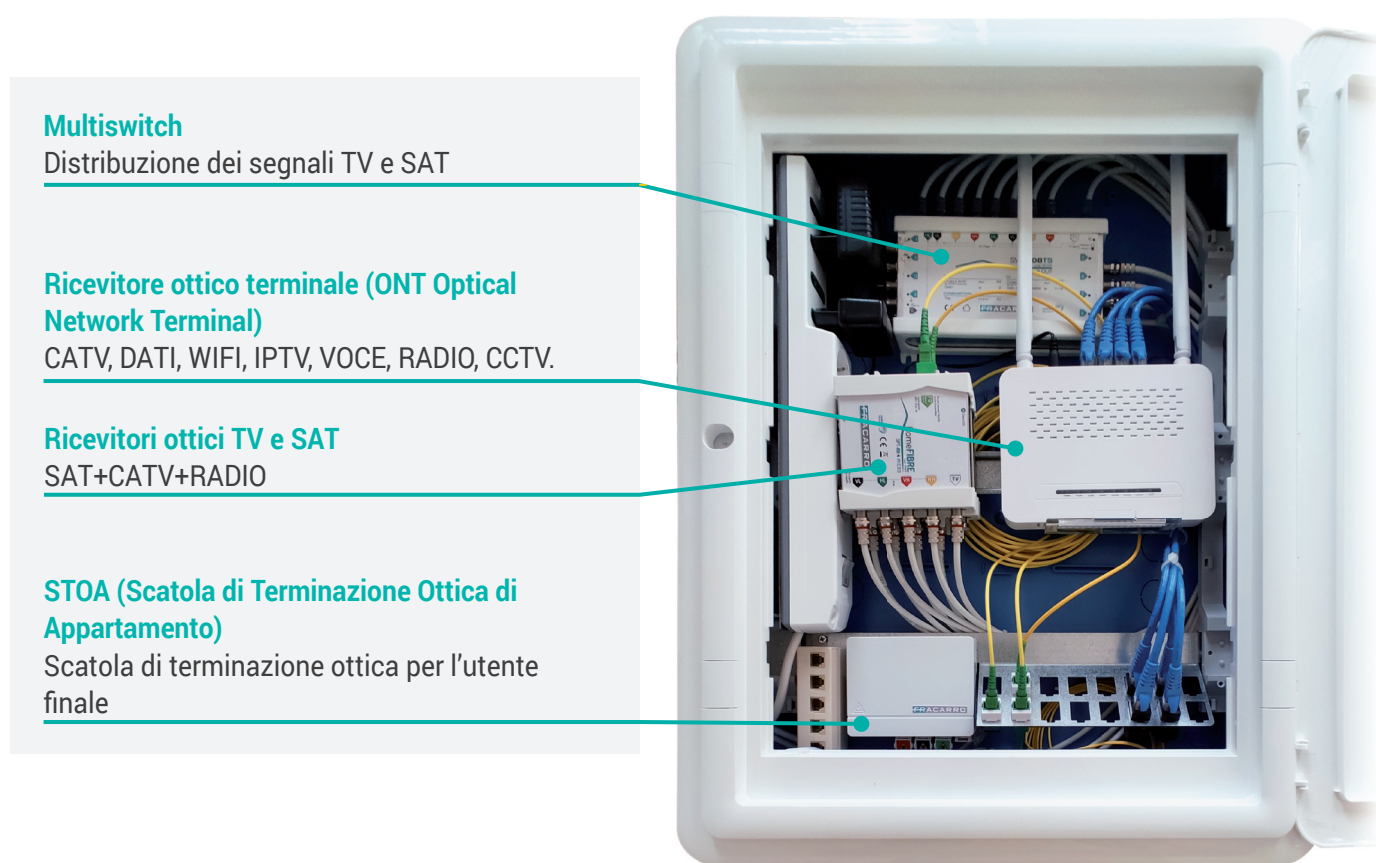 Multiswitch
Distribuzione dei segnali TV e SAT
Ricevitore ottico terminale (ONT Optical
Network Terminal)
CATV, DATI, WIFI, IPTV, VOCE, RADIO, CCTV.
Ricevitori ottici TV e SAT
SAT+CATV+RADIO
STOA (Scatola di Terminazione Ottica di
Appartamento)
Scatola di terminazione ottica per l’utente
finale
FRACARRO
FRACARRO
HomeFIBRE
FRACARRO